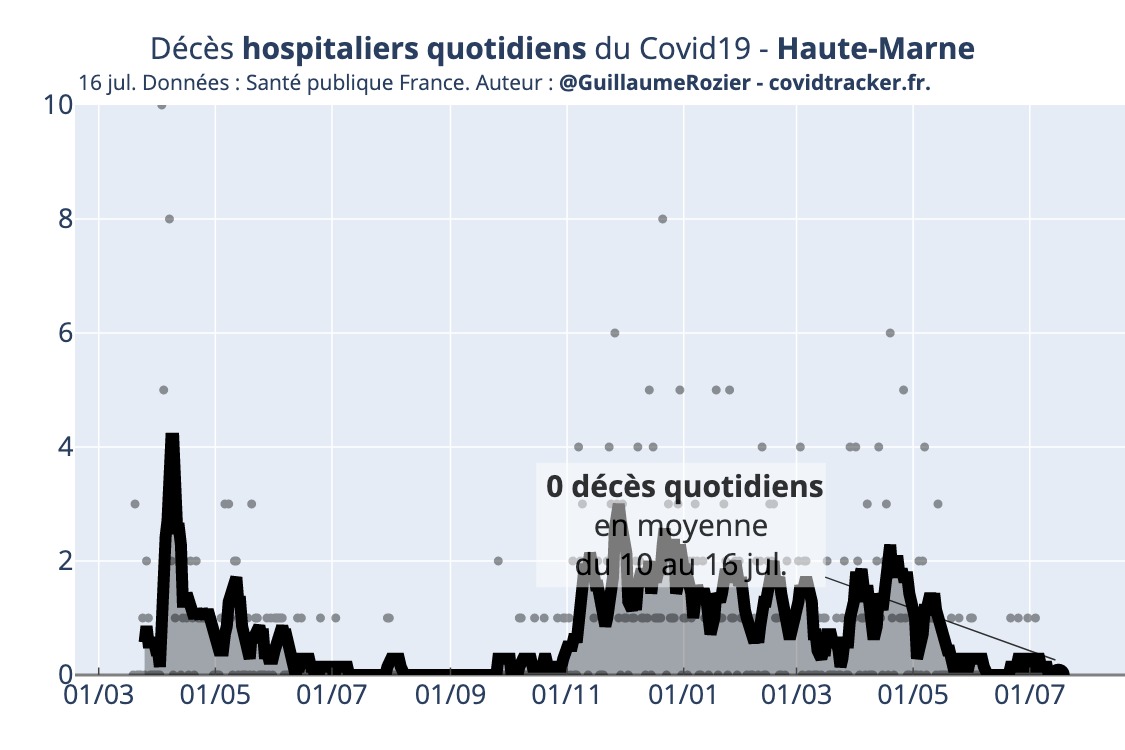 Décès hospitaliers quotidiens du Covid19 - Haute-Marne
16 jul. Données : Santé publique France. Auteur : @GuillaumeRozier - covidtracker.fr.
10
8
6
4
2
0
0 décès quotidiens
en moyenne
du 10 au 16 jul.
01/03 01/05 01/07 01/09 01/11 01/01 01/03 01/05 01/07